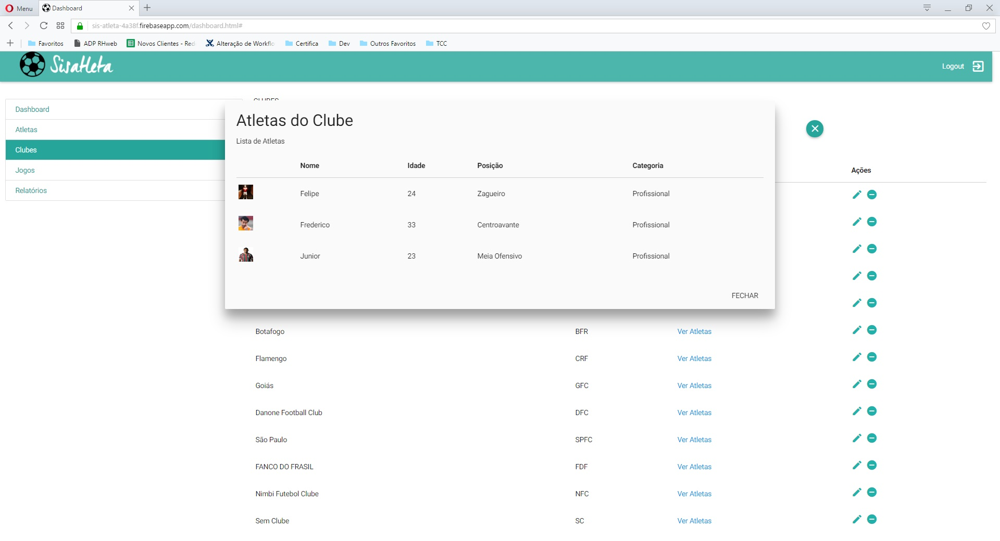 Menu
Dashboard
sis-atleta-4a38f.firebaseapp.com/dashboard.html#
Favoritos
ADP RHweb
Novos Clientes - Red
Alteração de Workflo
Certifica
Dev
Outros Favoritos
TCC
Sisatleta
Logout
CLUBES
Dashboard
Atletas
Clubes
Jogos
Relatórios
Atletas do Clube
Lista de Atletas
Nome Idade Posição Categoria
Felipe 24 Zagueiro Profissional
Frederico 33 Centroavante Profissional
Junior 23 Meia Ofensivo Profissional
FECHAR
Ações
Botafogo BFR Ver Atletas
Flamengo CRF Ver Atletas
Goiás GFC Ver Atletas
Danone Football Club DFC Ver Atletas
São Paulo SPFC Ver Atletas
FANCO DO FRASIL FDF Ver Atletas
Nimbi Futebol Clube NFC Ver Atletas
Sem Clube SC Ver Atletas